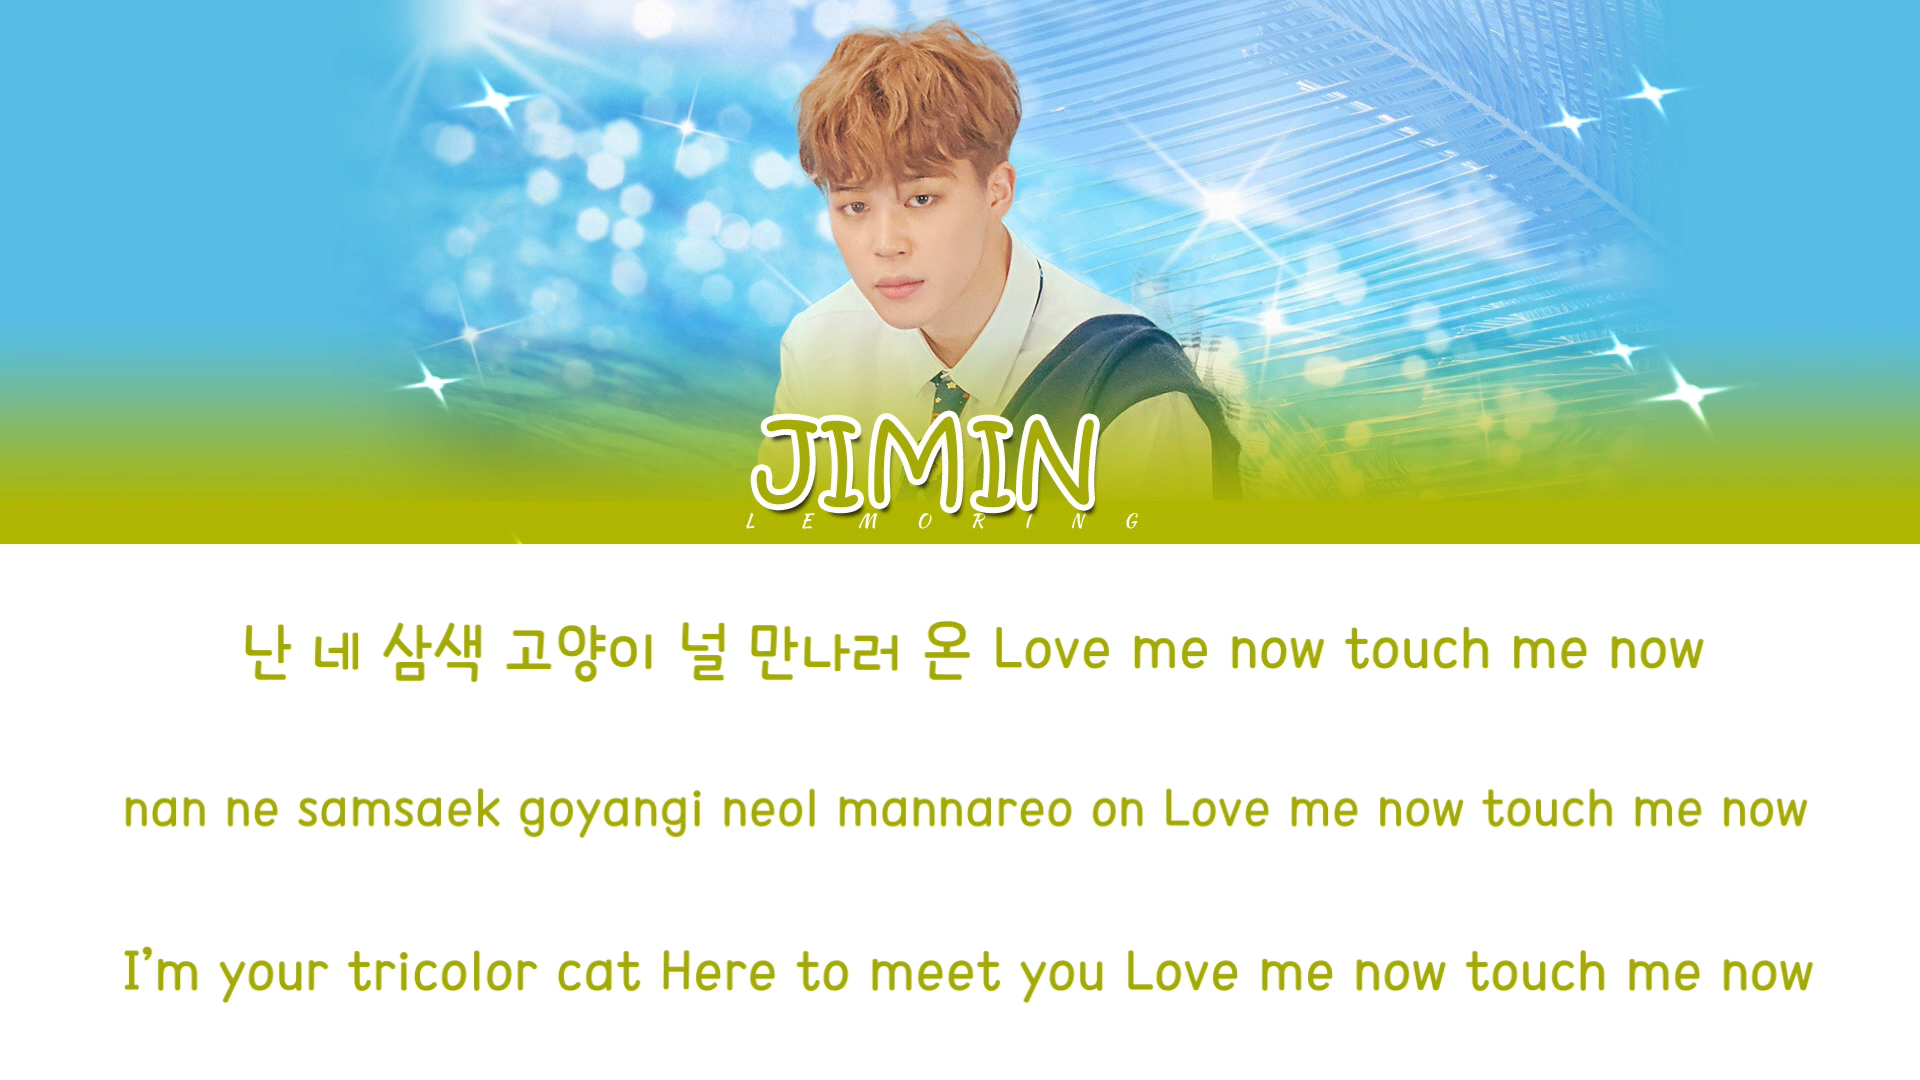 JIMIN
LEMORING
난 네 삼색 고양이 널 만나러 온 Love me now touch me now
nan ne samsaek goyangi neol mannareo on Love me now touch me now
I'm your tricolor cat Here to meet you Love me now touch me now